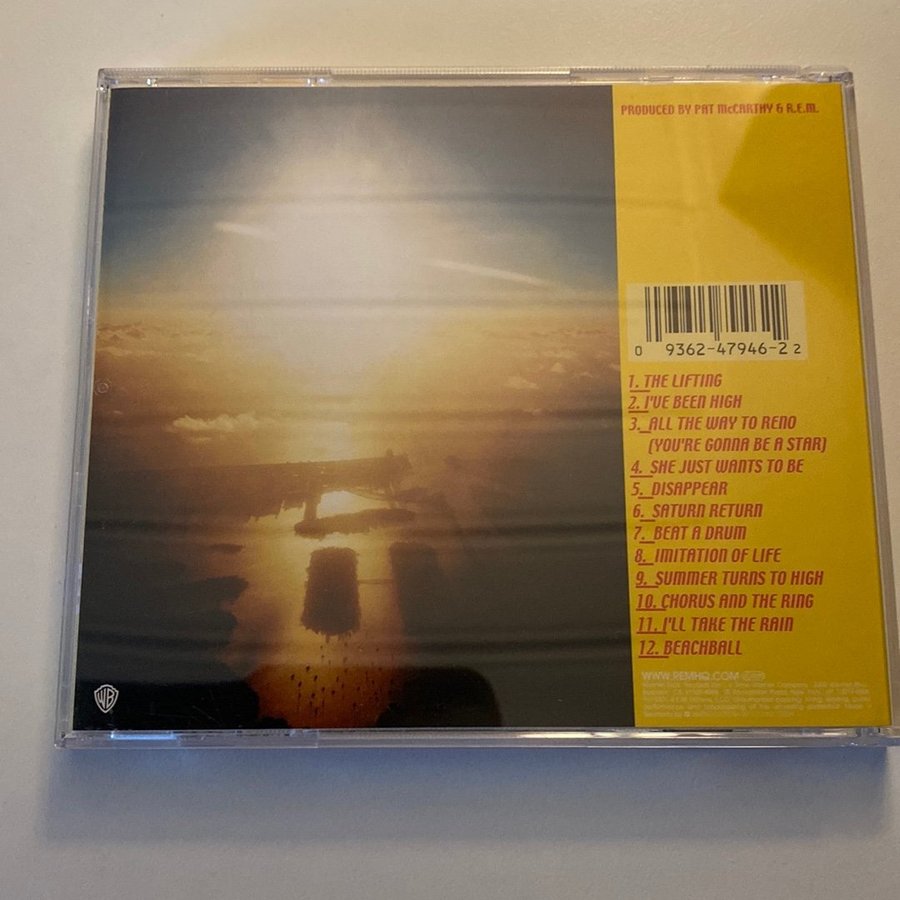 PRODUCED BY PAT McCARTHY & R.E.M.
0 9362-47946-2 2
1. THE LIFTING
2. I'VE BEEN HIGH
3. ALL THE WAY TO RENO
(YOU'RE GONNA BE A STAR)
4. SHE JUST WANTS TO BE
5. DISAPPEAR
6. SATURN RETURN
7. BEAT A DRUM
8. IMITATION OF LIFE
9. SUMMER TURNS TO HIGH
10. CHORUS AND THE RING
11. I'LL TAKE THE RAIN
12. BEACHBALL
WWW.REMHQ.COM
WB